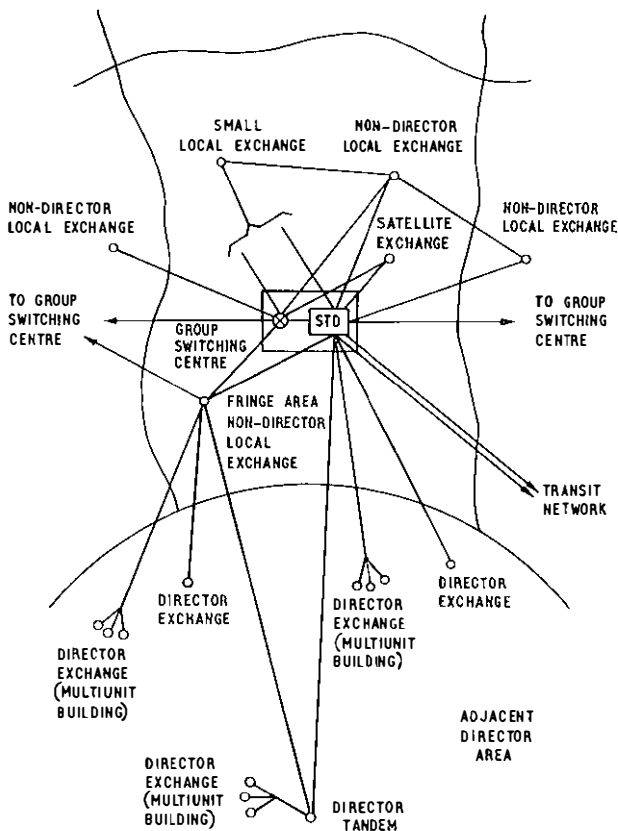 SMALL
LOCAL EXCHANGE
NON-DIRECTOR
LOCAL EXCHANGE
NON-DIRECTOR
LOCAL EXCHANGE
SATELLITE
EXCHANGE
NON-DIRECTOR
LOCAL EXCHANGE
TO GROUP
SWITCHING
CENTRE
GROUP
SWITCHING
CENTRE
STD
TO GROUP
SWITCHING
CENTRE
FRINGE AREA
NON-DIRECTOR
LOCAL
EXCHANGE
TRANSIT
NETWORK
DIRECTOR
EXCHANGE
DIRECTOR
EXCHANGE
(MULTIUNIT
BUILDING)
DIRECTOR
EXCHANGE
DIRECTOR
EXCHANGE
(MULTIUNIT
BUILDING)
ADJACENT
DIRECTOR
AREA
DIRECTOR
EXCHANGE
(MULTIUNIT
BUILDING)
DIRECTOR
TANDEM